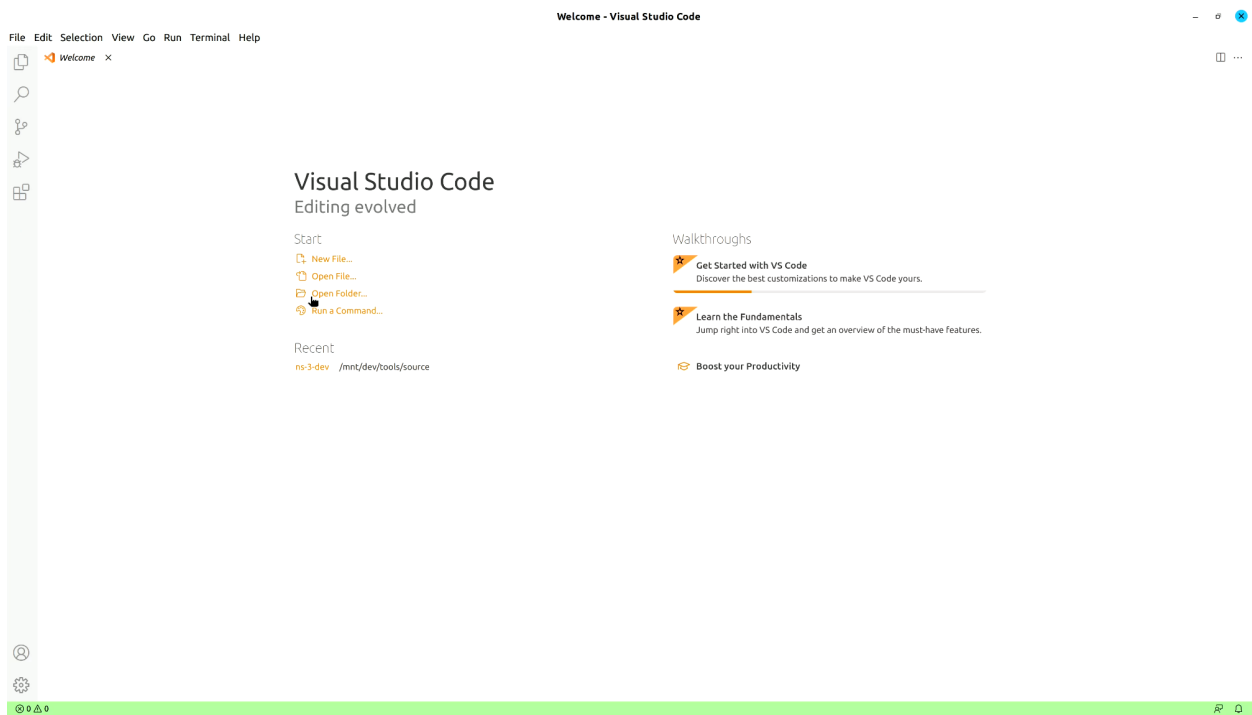 Welcome - Visual Studio Code
File Edit Selection View Go Run Terminal Help
Welcome
Visual Studio Code
Editing evolved
Start
New File...
Open File...
Open Folder...
Run a Command...
Recent
ns-3-dev /mnt/dev/tools/source
Walkthroughs
Get Started with VS Code
Discover the best customizations to make VS Code yours.
Learn the Fundamentals
Jump right into VS Code and get an overview of the must-have features.
Boost your Productivity
0 0